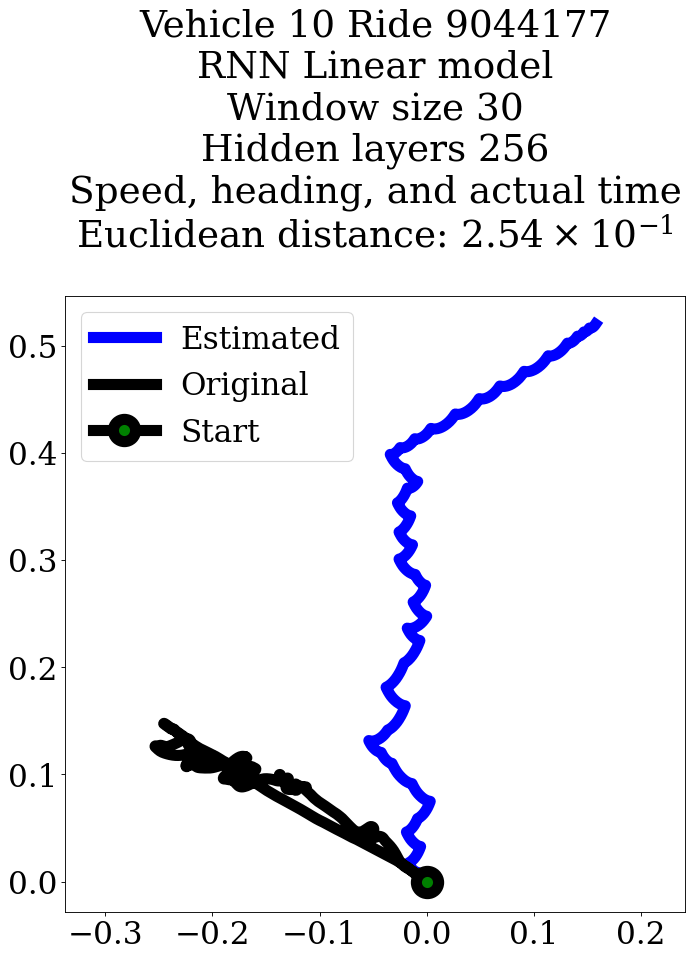 Vehicle 10 Ride 9044177
RNN Linear model
Window size 30
Hidden layers 256
Speed, heading, and actual time
Euclidean distance: 2.54 × 10⁻¹
Estimated
Original
Start
0.5
0.4
0.3
0.2
0.1
0.0
−0.3 −0.2 −0.1 0.0 0.1 0.2